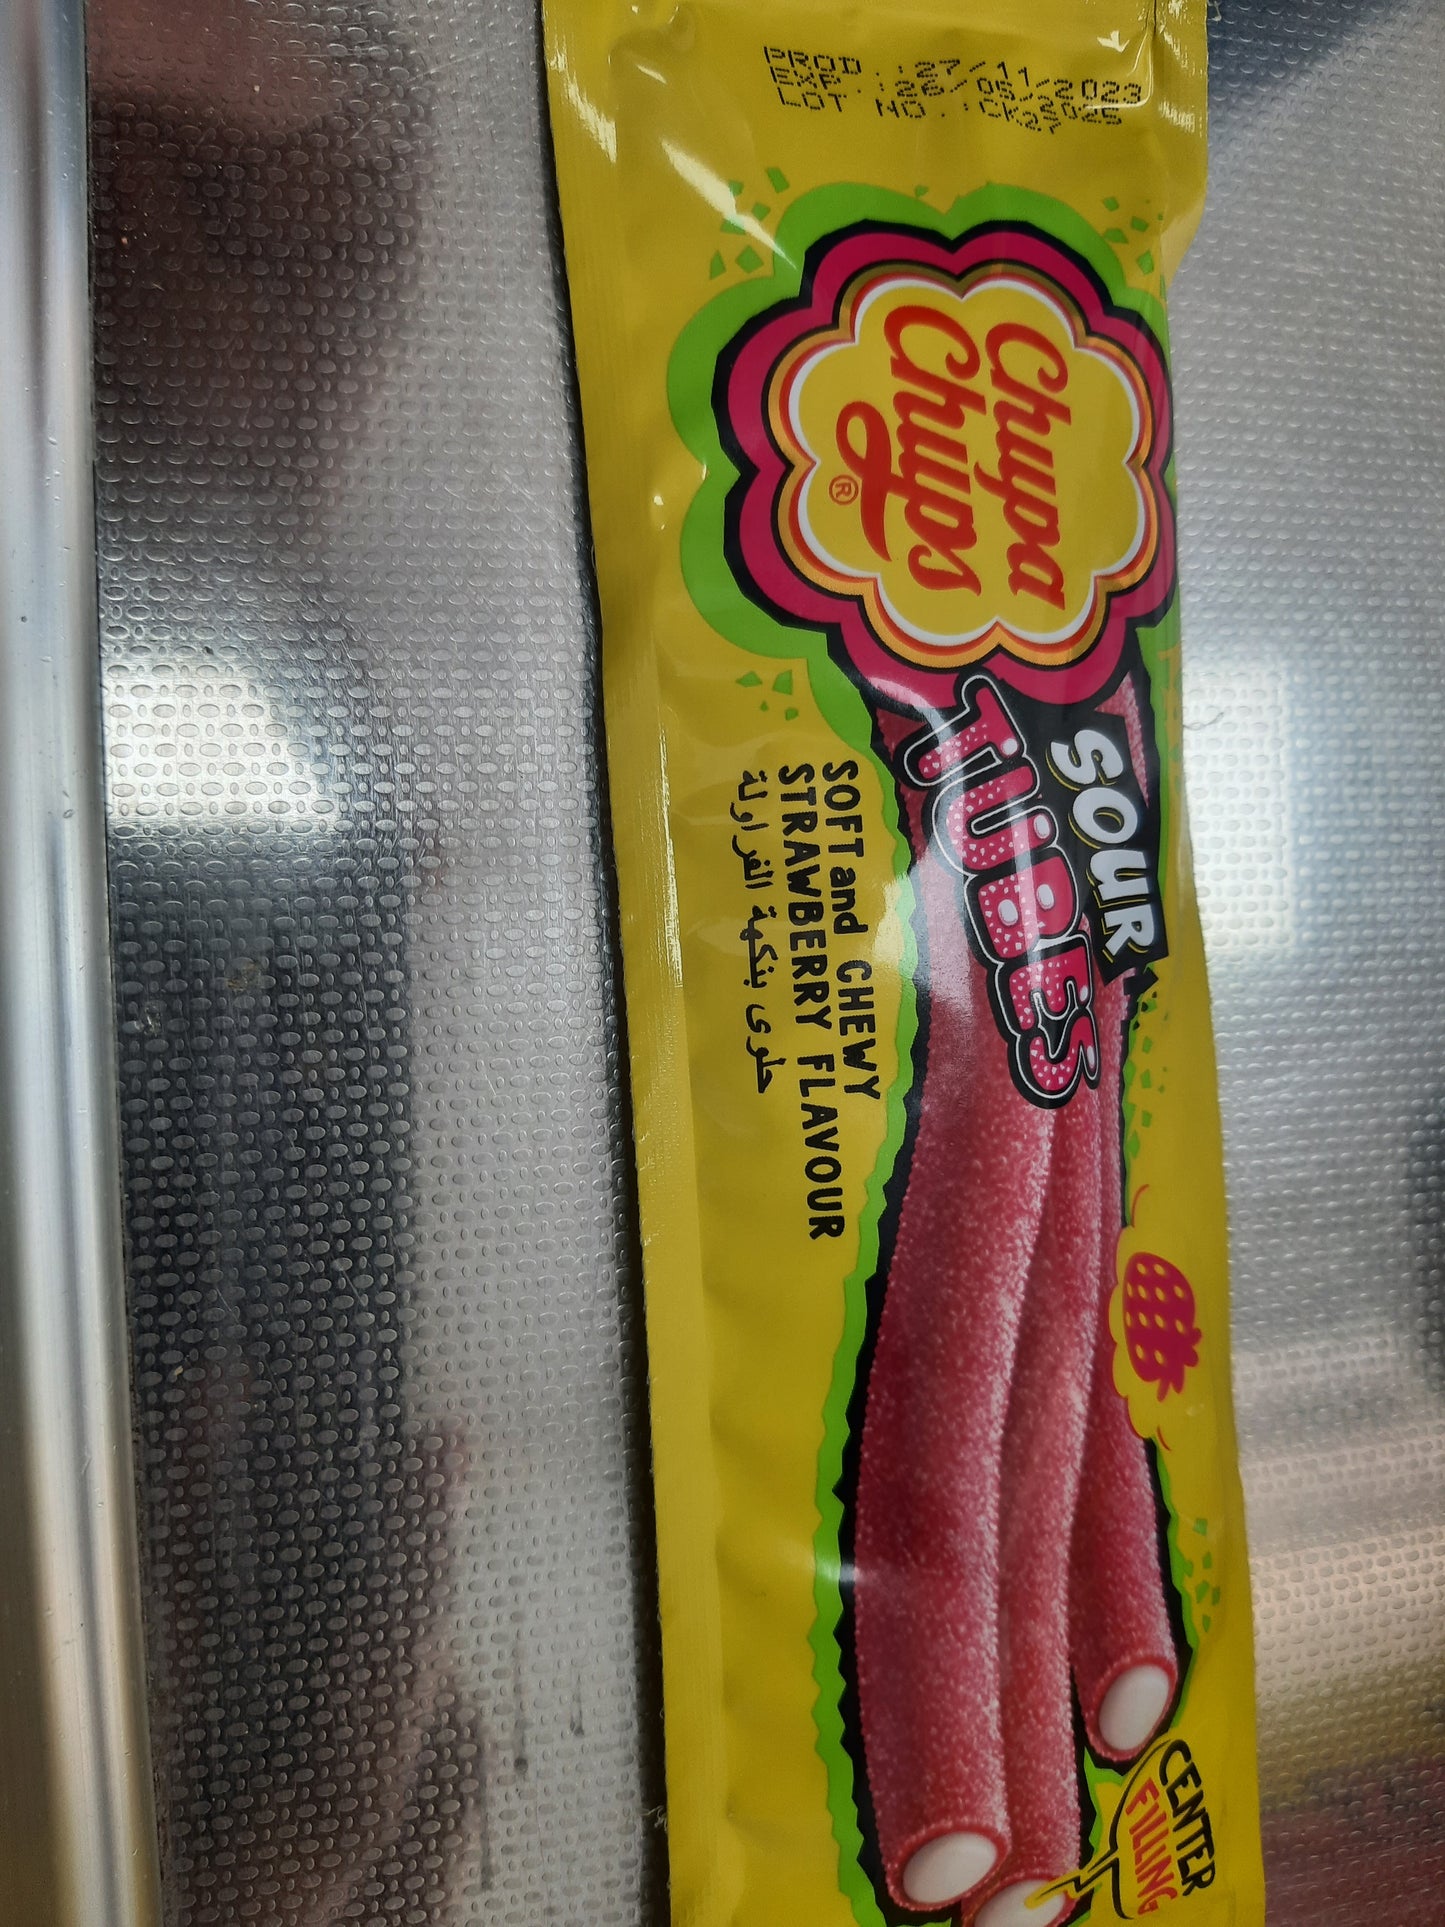 PROD : 27/11/2023
EXP : 26/05/2025
LOT NO. : CK227
Chupa
Chups
®
SOUR
TUBES
SOFT and CHEWY
STRAWBERRY FLAVOUR
حلوى بنكهة الفراولة
CENTER
FILLING